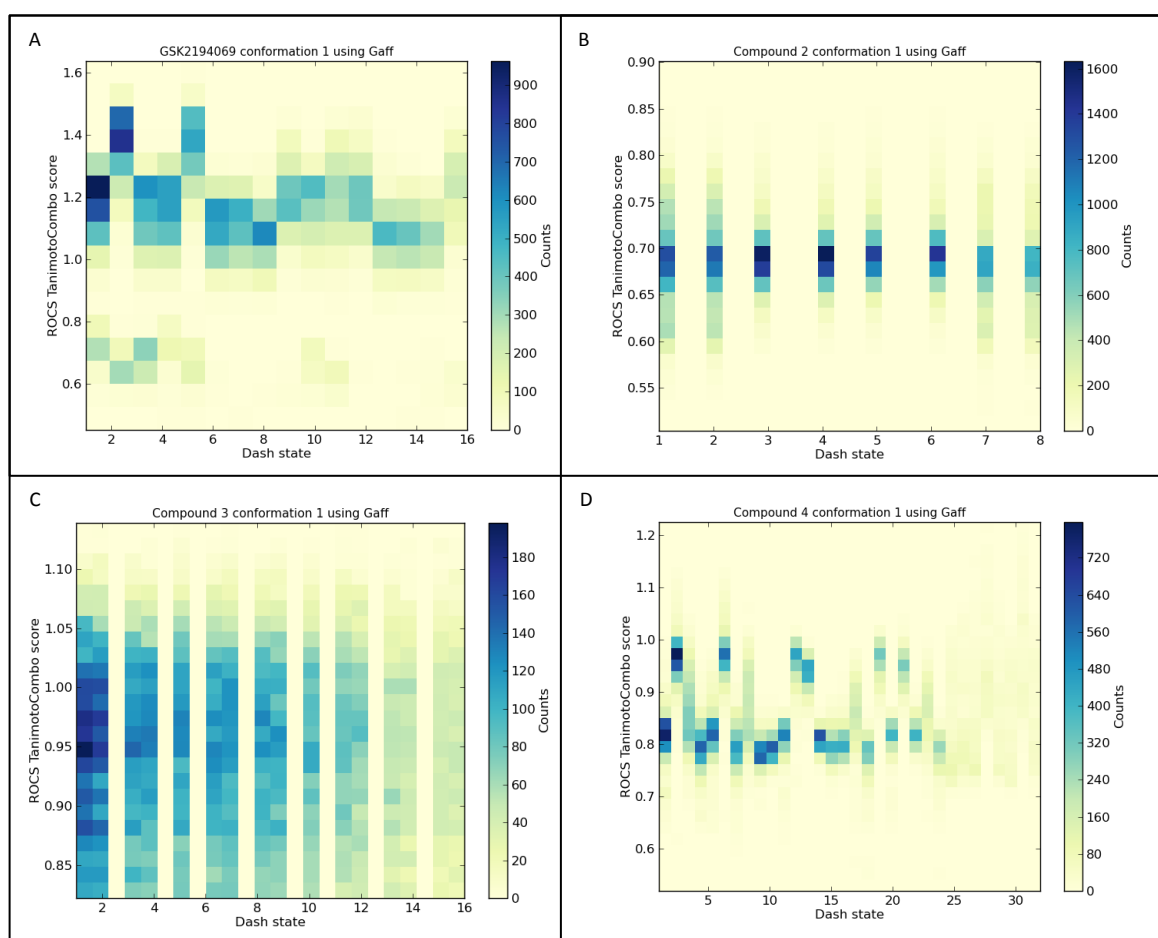 A
GSK2194069 conformation 1 using Gaff
ROCS TanimotoCombo score
1.6
1.4
1.2
1.0
0.8
0.6
2 4 6 8 10 12 14 16
Dash state
900
800
700
600
500
400
300
200
100
0
Counts
B
Compound 2 conformation 1 using Gaff
ROCS TanimotoCombo score
0.90
0.85
0.80
0.75
0.70
0.65
0.60
0.55
1 2 3 4 5 6 7 8
Dash state
1600
1400
1200
1000
800
600
400
200
0
Counts
C
Compound 3 conformation 1 using Gaff
ROCS TanimotoCombo score
1.10
1.05
1.00
0.95
0.90
0.85
2 4 6 8 10 12 14 16
Dash state
180
160
140
120
100
80
60
40
20
0
Counts
D
Compound 4 conformation 1 using Gaff
ROCS TanimotoCombo score
1.2
1.1
1.0
0.9
0.8
0.7
0.6
5 10 15 20 25 30
Dash state
720
640
560
480
400
320
240
160
80
0
Counts